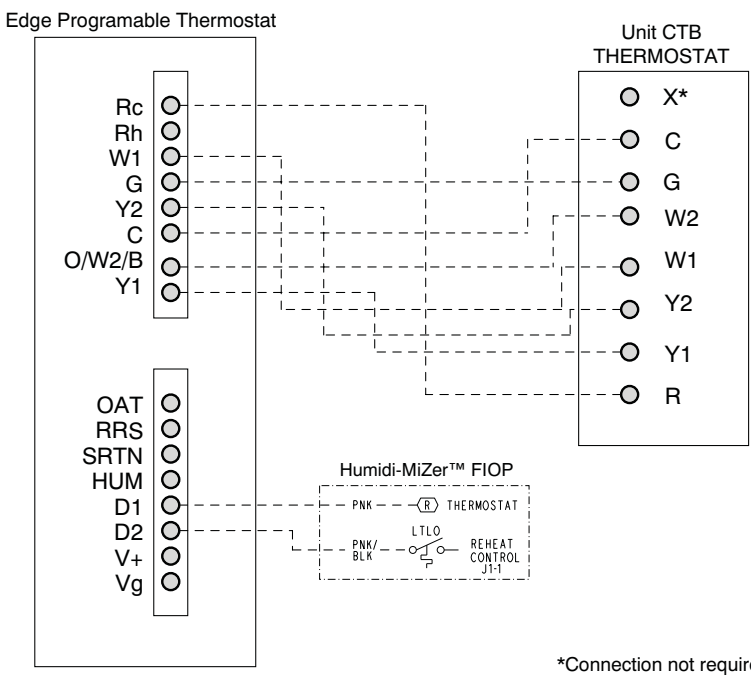 Edge Programable Thermostat
Rc
Rh
W1
G
Y2
C
O/W2/B
Y1
OAT
RRS
SRTN
HUM
D1
D2
V+
Vg
Unit CTB
THERMOSTAT
X*
C
G
W2
W1
Y2
Y1
R
Humidi-MiZer™ FIOP
PNK
R
THERMOSTAT
LTLO
PNK/
BLK
REHEAT
CONTROL
J1-1
*Connection not